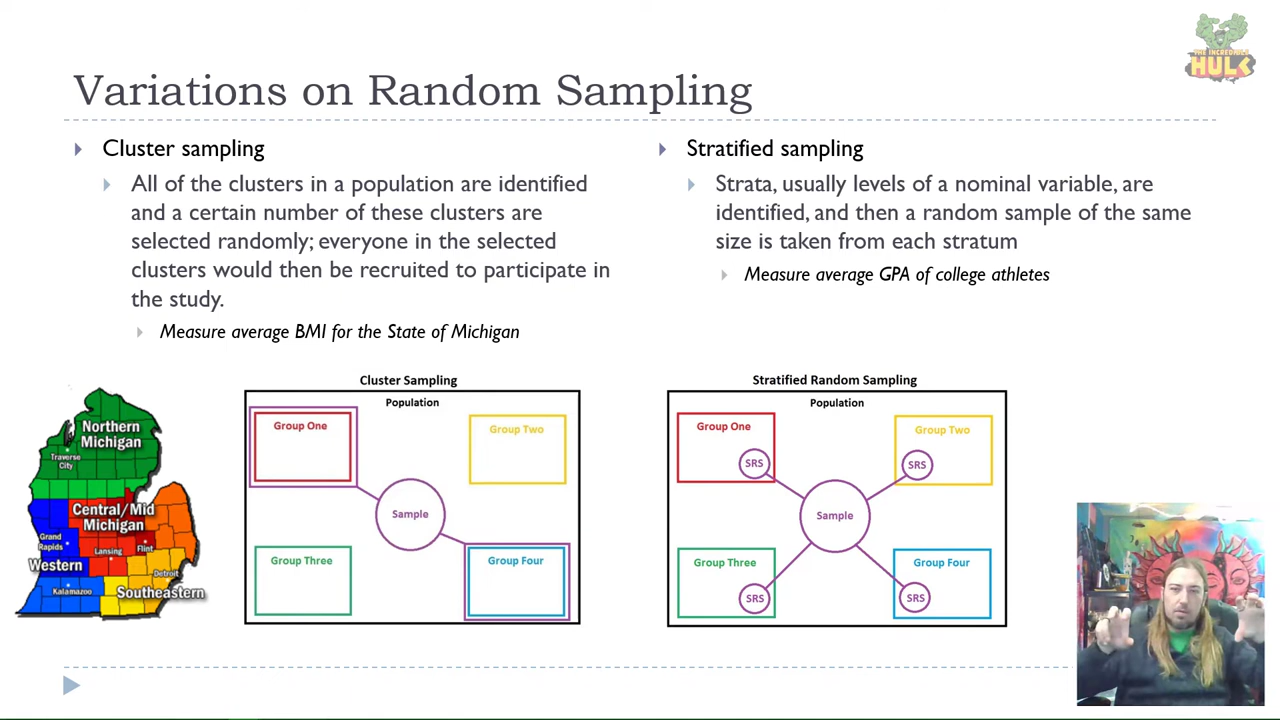 THE INCREDIBLE
HULK
Variations on Random Sampling
Cluster sampling
All of the clusters in a population are identified
and a certain number of these clusters are
selected randomly; everyone in the selected
clusters would then be recruited to participate in
the study.
Measure average BMI for the State of Michigan
Stratified sampling
Strata, usually levels of a nominal variable, are
identified, and then a random sample of the same
size is taken from each stratum
Measure average GPA of college athletes
Northern
Michigan
Traverse
City
Central/Mid
Michigan
Grand
Rapids
Lansing
Flint
Western
Detroit
Kalamazoo
Southeastern
Cluster Sampling
Population
Group One
Group Two
Sample
Group Three
Group Four
Stratified Random Sampling
Population
Group One
Group Two
SRS
SRS
Sample
Group Three
Group Four
SRS
SRS